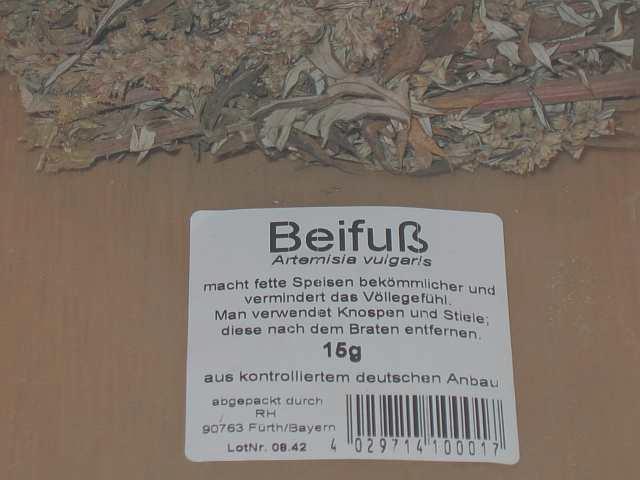 Beifuß
Artemisia vulgaris
macht fette Speisen bekömmlicher und
vermindert das Völlegefühl.
Man verwendet Knospen und Stiele;
diese nach dem Braten entfernen.
15g
aus kontrolliertem deutschen Anbau
abgepackt durch
RH
90763 Fürth/Bayern
LotNr. 08.42
4 029714 100017